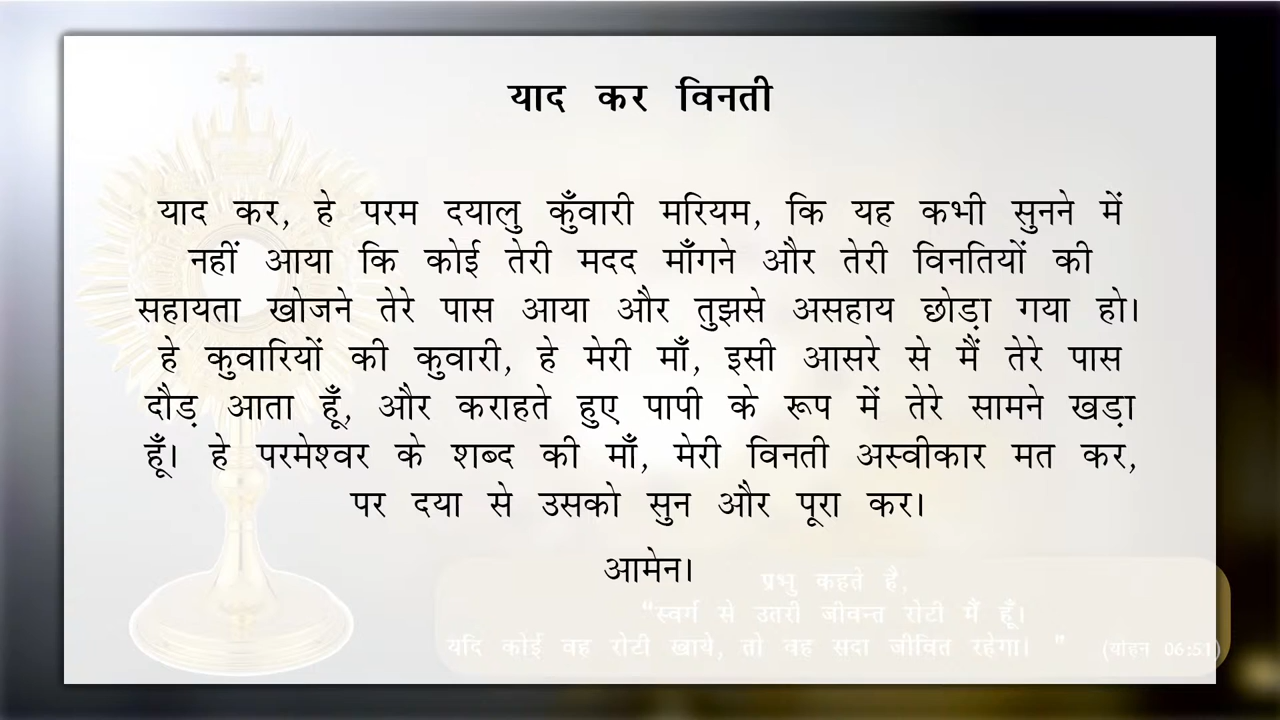 याद कर विनती
याद कर, हे परम दयालु कुँवारी मरियम, कि यह कभी सुनने में
नहीं आया कि कोई तेरी मदद माँगने और तेरी विनतियों की
सहायता खोजने तेरे पास आया और तुझसे असहाय छोड़ा गया हो।
हे कुवारियों की कुवारी, हे मेरी माँ, इसी आसरे से मैं तेरे पास
दौड़ आता हूँ, और कराहते हुए पापी के रूप में तेरे सामने खड़ा
हूँ। हे परमेश्वर के शब्द की माँ, मेरी विनती अस्वीकार मत कर,
पर दया से उसको सुन और पूरा कर।
आमेन।
प्रभु कहते है,
“स्वर्ग से उतरी जीवन्त रोटी मैं हूँ।
यदि कोई वह रोटी खाये, तो वह सदा जीवित रहेगा। ” (योहन 06:51)